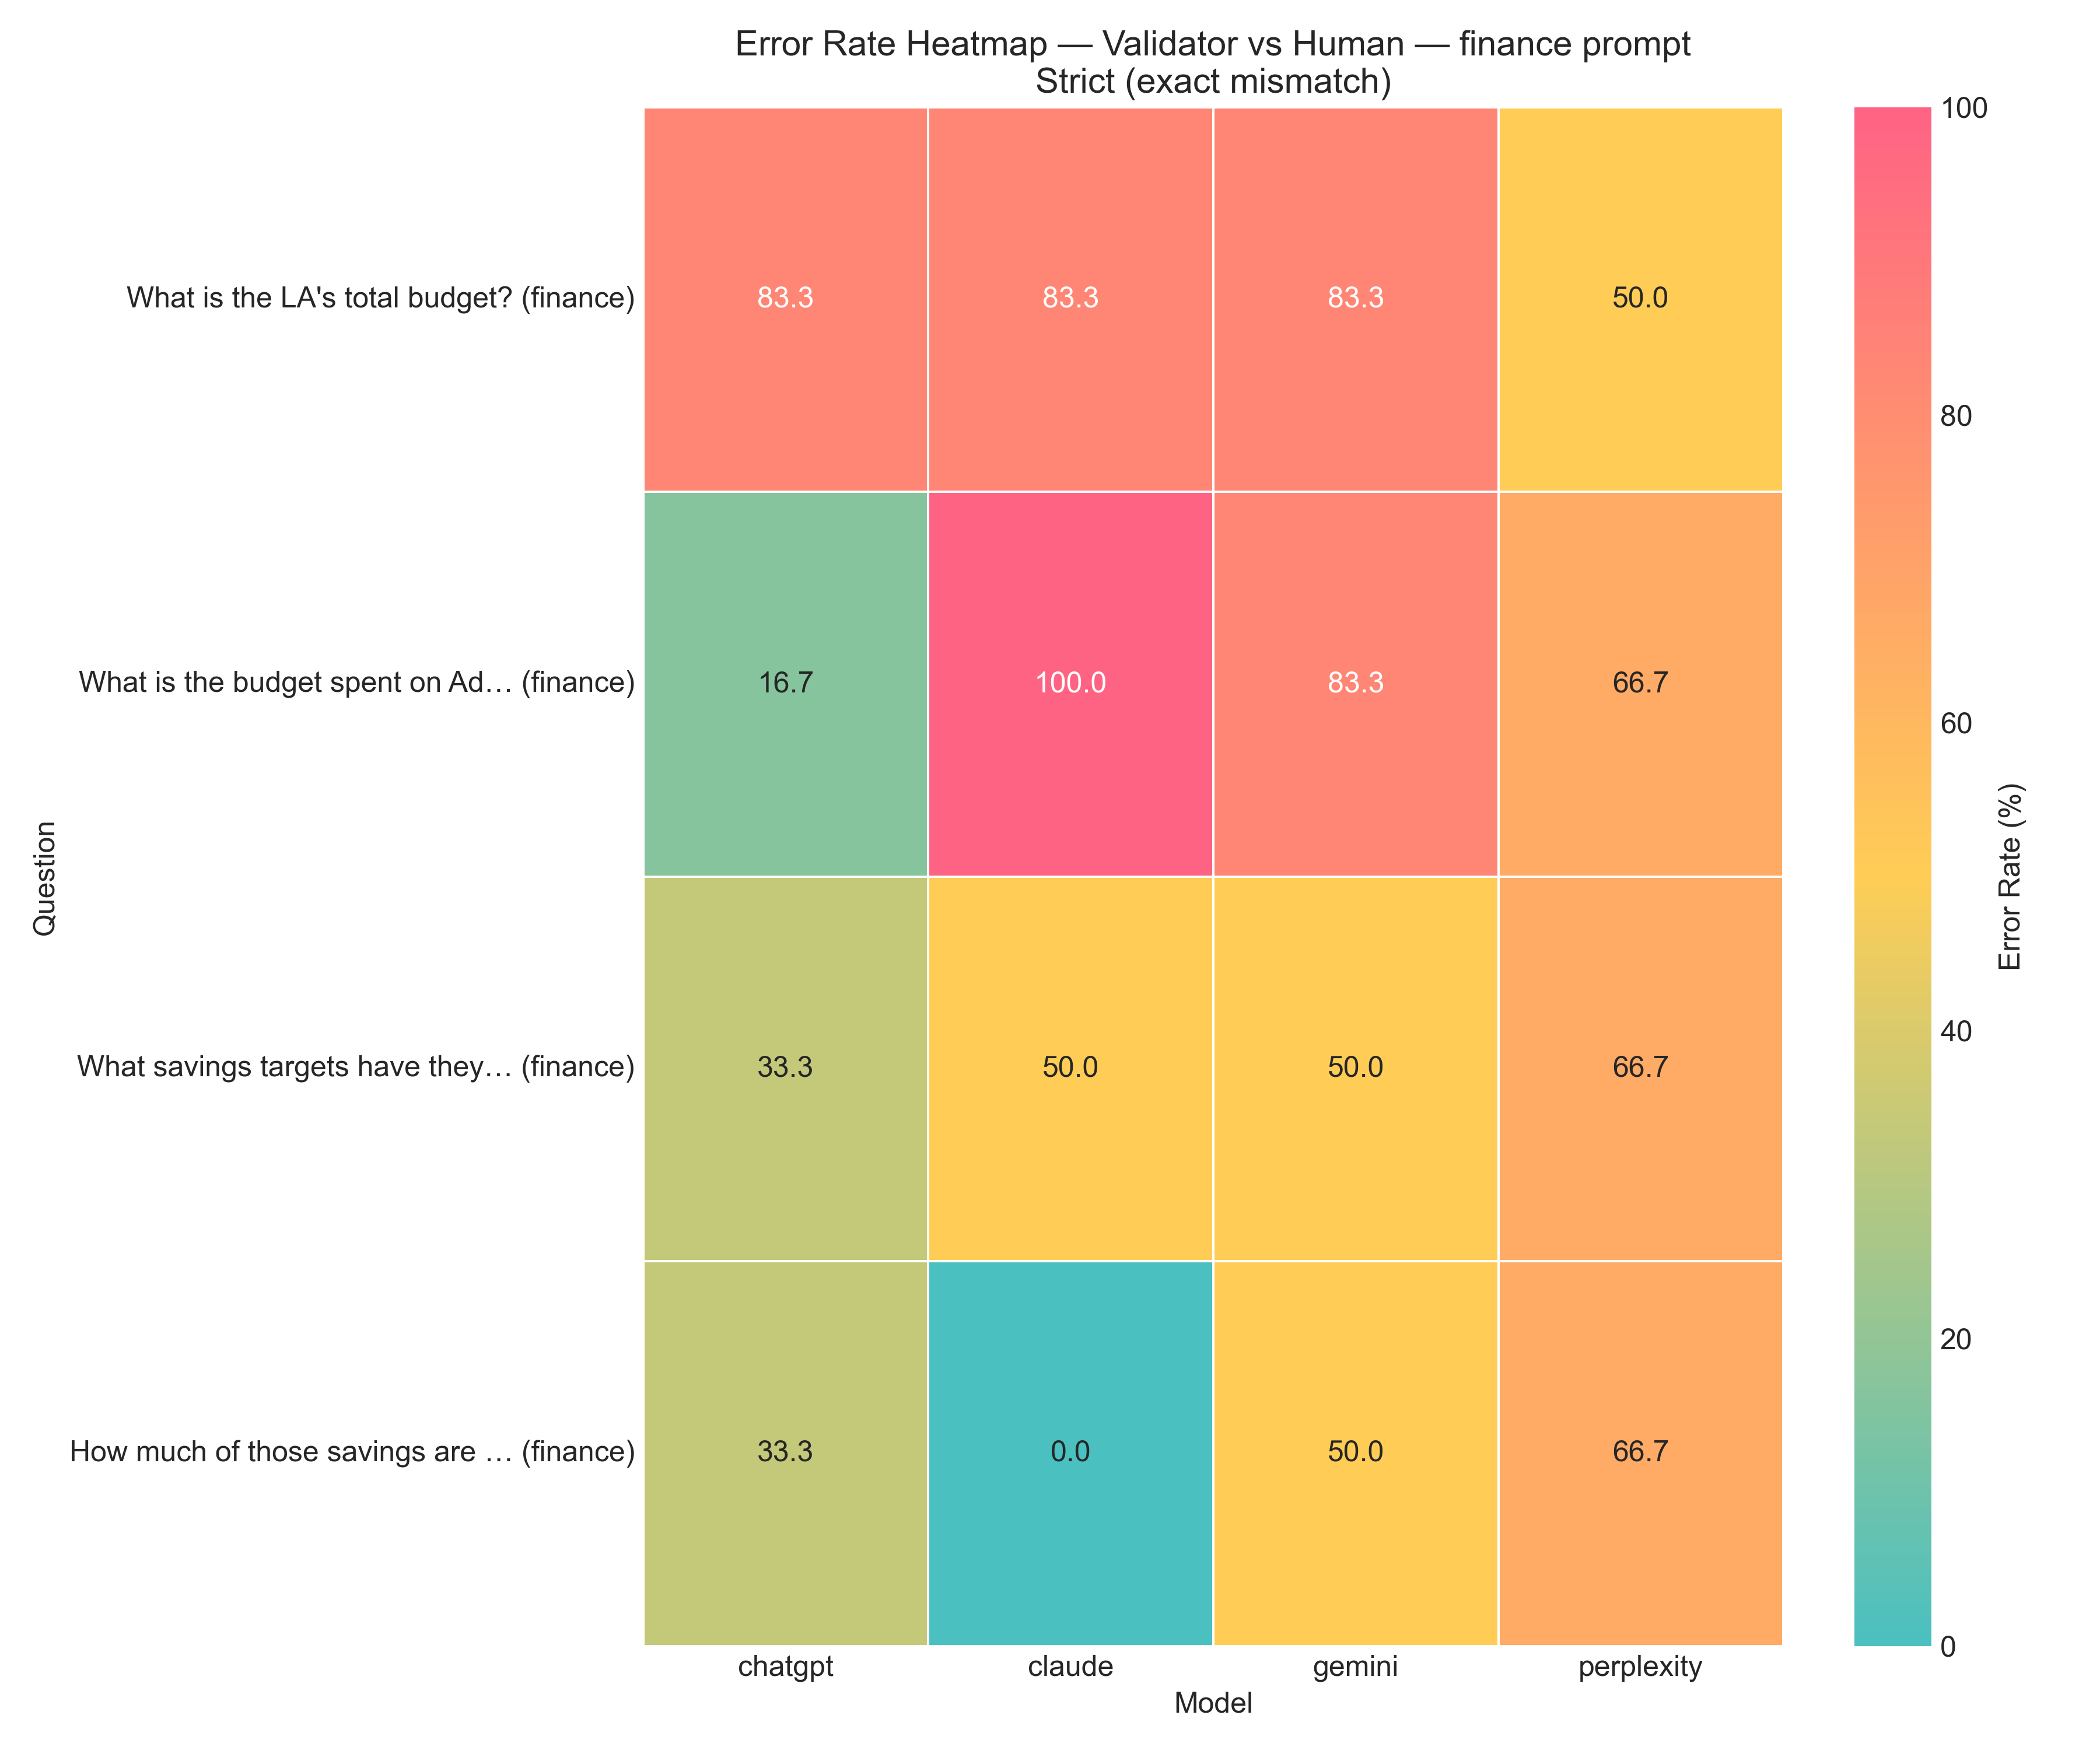 Error Rate Heatmap — Validator vs Human — finance prompt
Strict (exact mismatch)
Question
What is the LA's total budget? (finance)
83.3 83.3 83.3 50.0
What is the budget spent on Ad… (finance)
16.7 100.0 83.3 66.7
What savings targets have they… (finance)
33.3 50.0 50.0 66.7
How much of those savings are … (finance)
33.3 0.0 50.0 66.7
chatgpt claude gemini perplexity
Model
100
80
60
40
20
0
Error Rate (%)